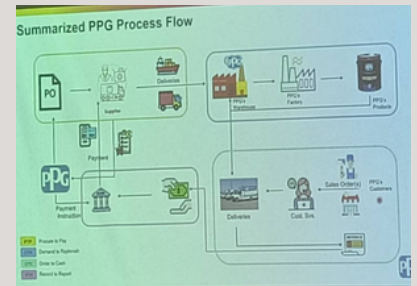 Summarized PPG Process Flow
PO
Supplier
Deliveries
PPG's
Warehouse
PPG's
Factory
PPG's
Products
Payment
PPG
Payment
Instruction
Deliveries
Cust. Svs.
Sales Order(s)
PPG's
Customers
Procure to Pay
Demand to Replenish
Order to Cash
Record to Report